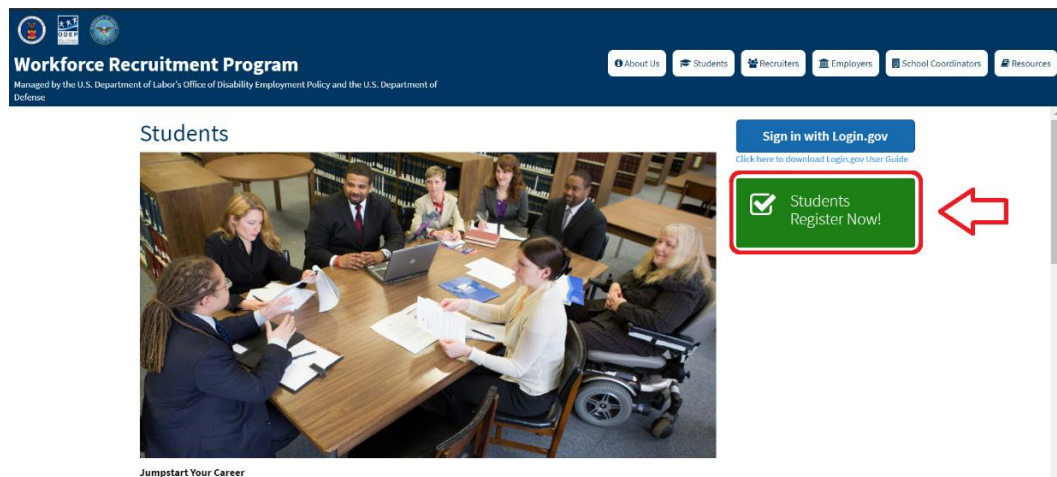 ODEP
Workforce Recruitment Program
Managed by the U.S. Department of Labor's Office of Disability Employment Policy and the U.S. Department of
Defense
About Us
Students
Recruiters
Employers
School Coordinators
Resources
Students
Sign in with Login.gov
Click here to download Login.gov User Guide
Students
Register Now!
Jumpstart Your Career